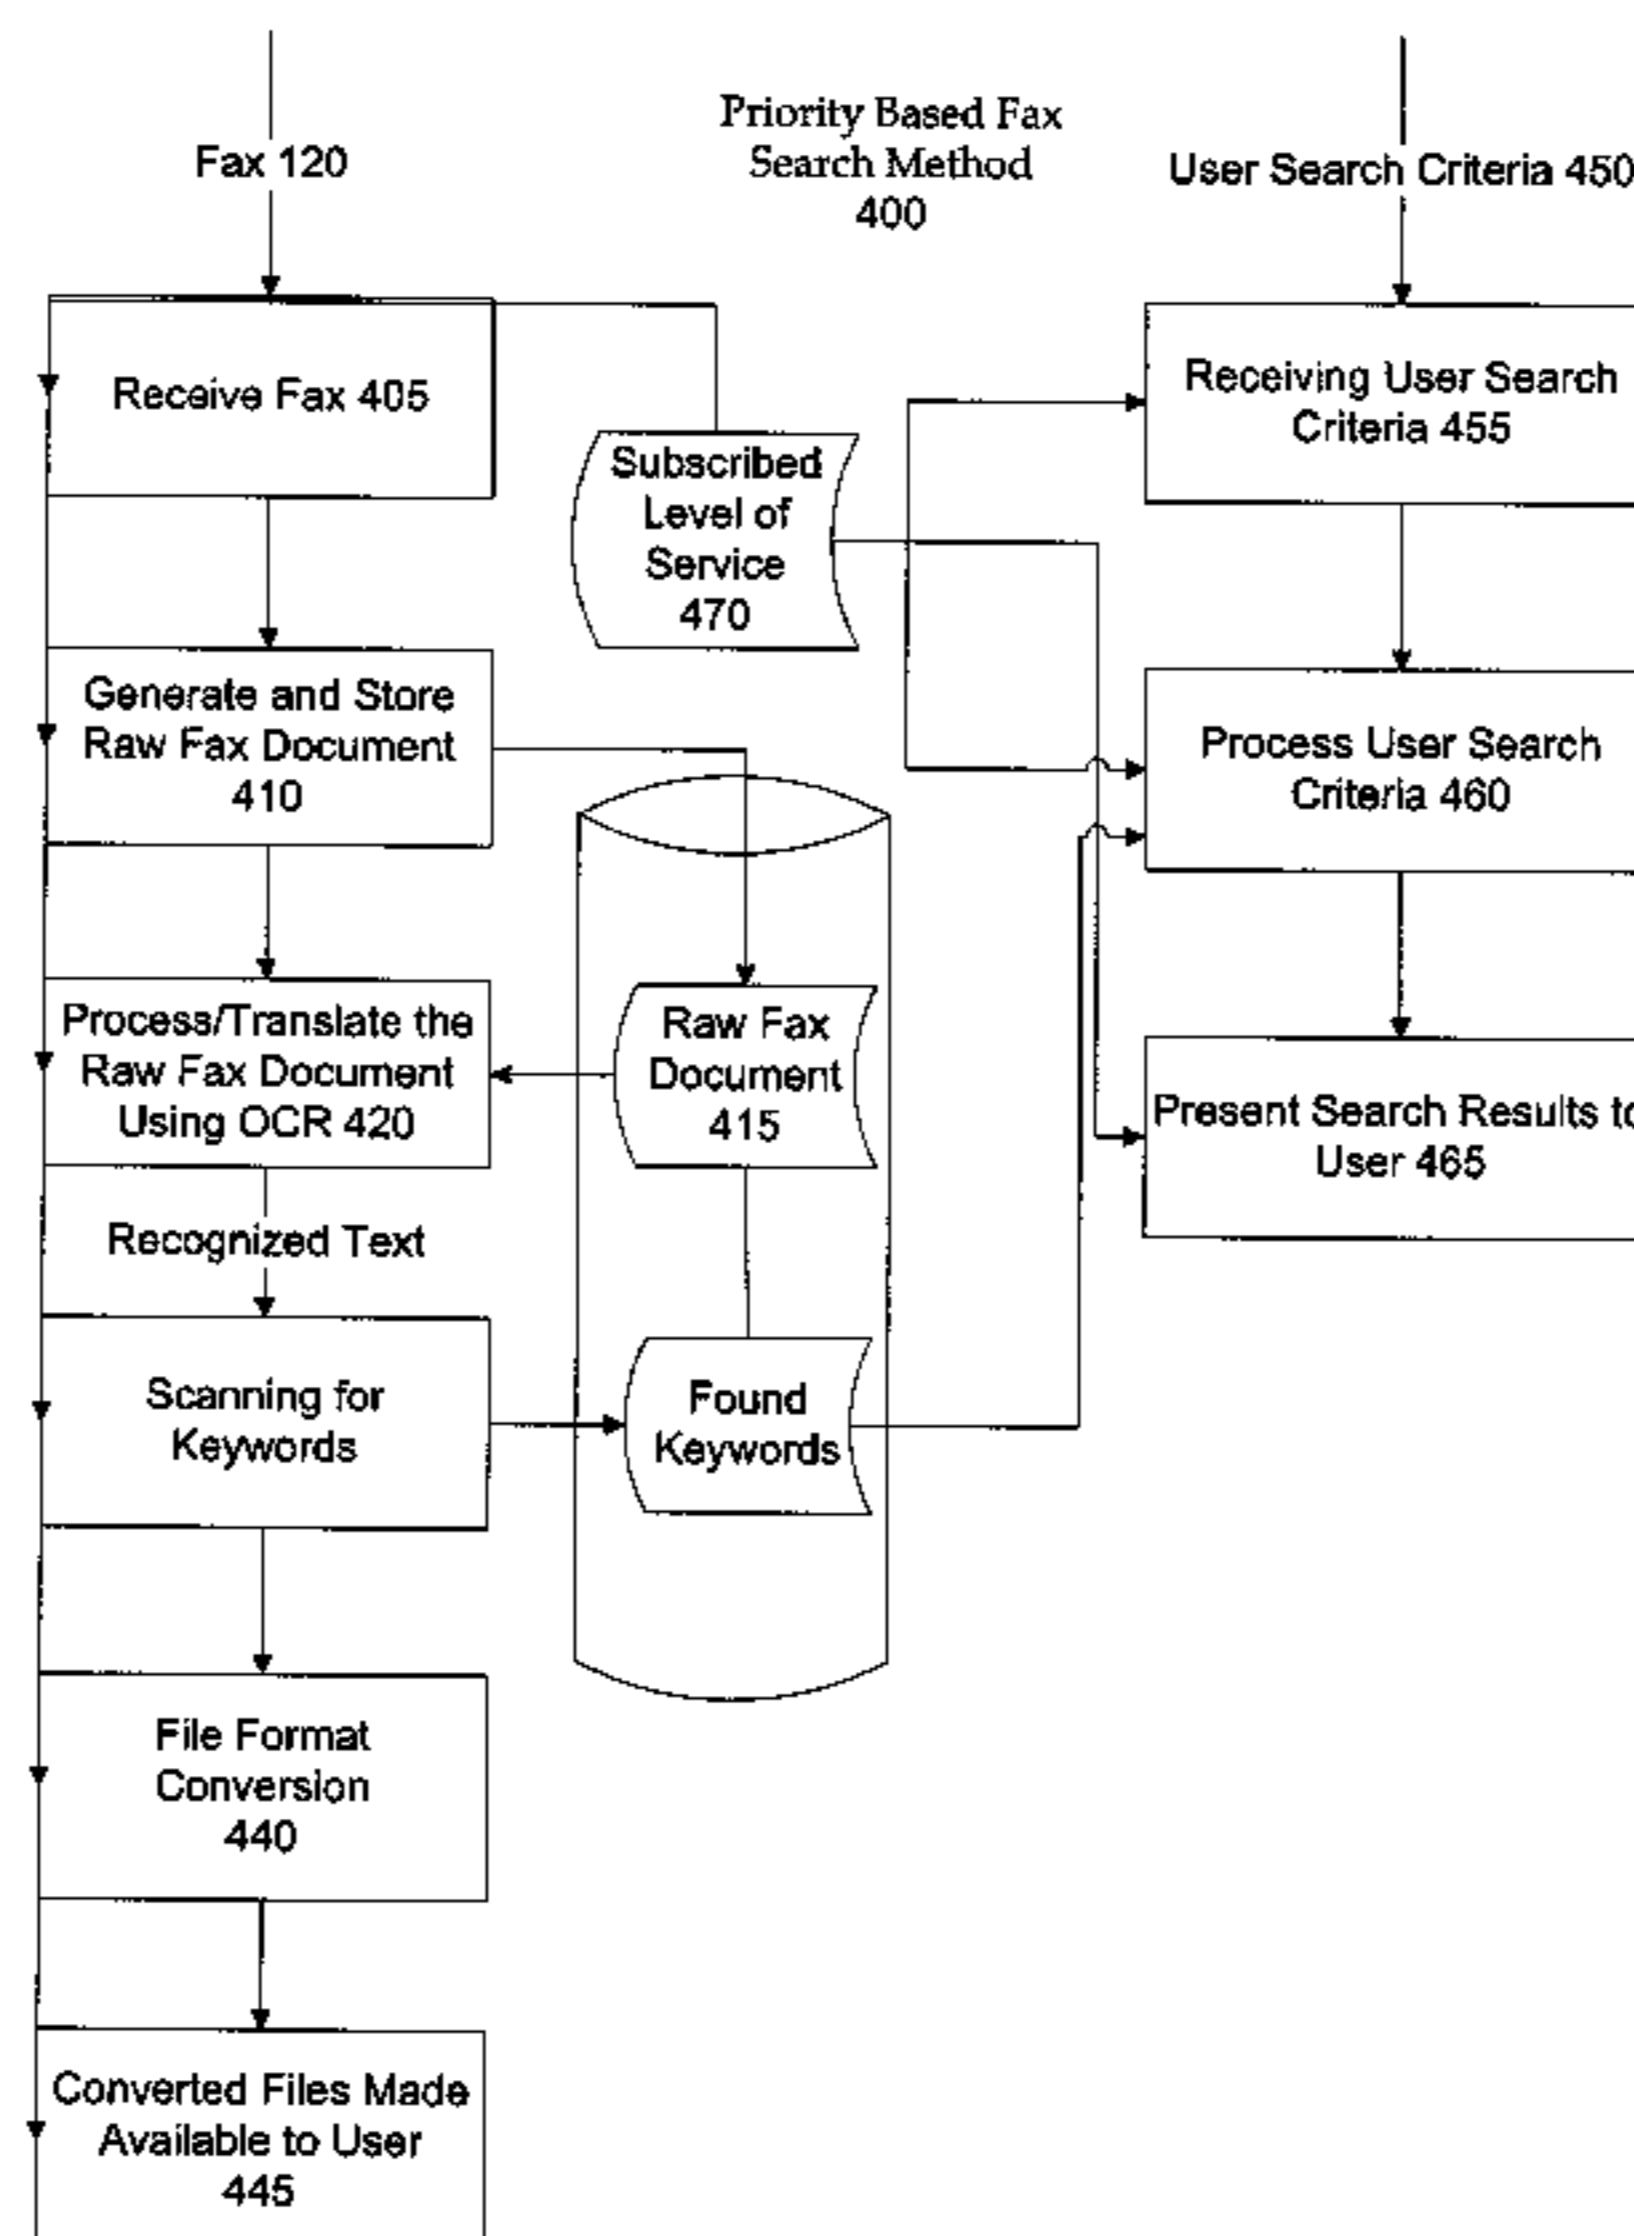 Fax 120
Priority Based Fax
Search Method
400
User Search Criteria 450
Receive Fax 405
Subscribed
Level of
Service
470
Receiving User Search
Criteria 455
Generate and Store
Raw Fax Document
410
Process User Search
Criteria 460
Process/Translate the
Raw Fax Document
Using OCR 420
Raw Fax
Document
415
Present Search Results to
User 465
Recognized Text
Scanning for
Keywords
Found
Keywords
File Format
Conversion
440
Converted Files Made
Available to User
445